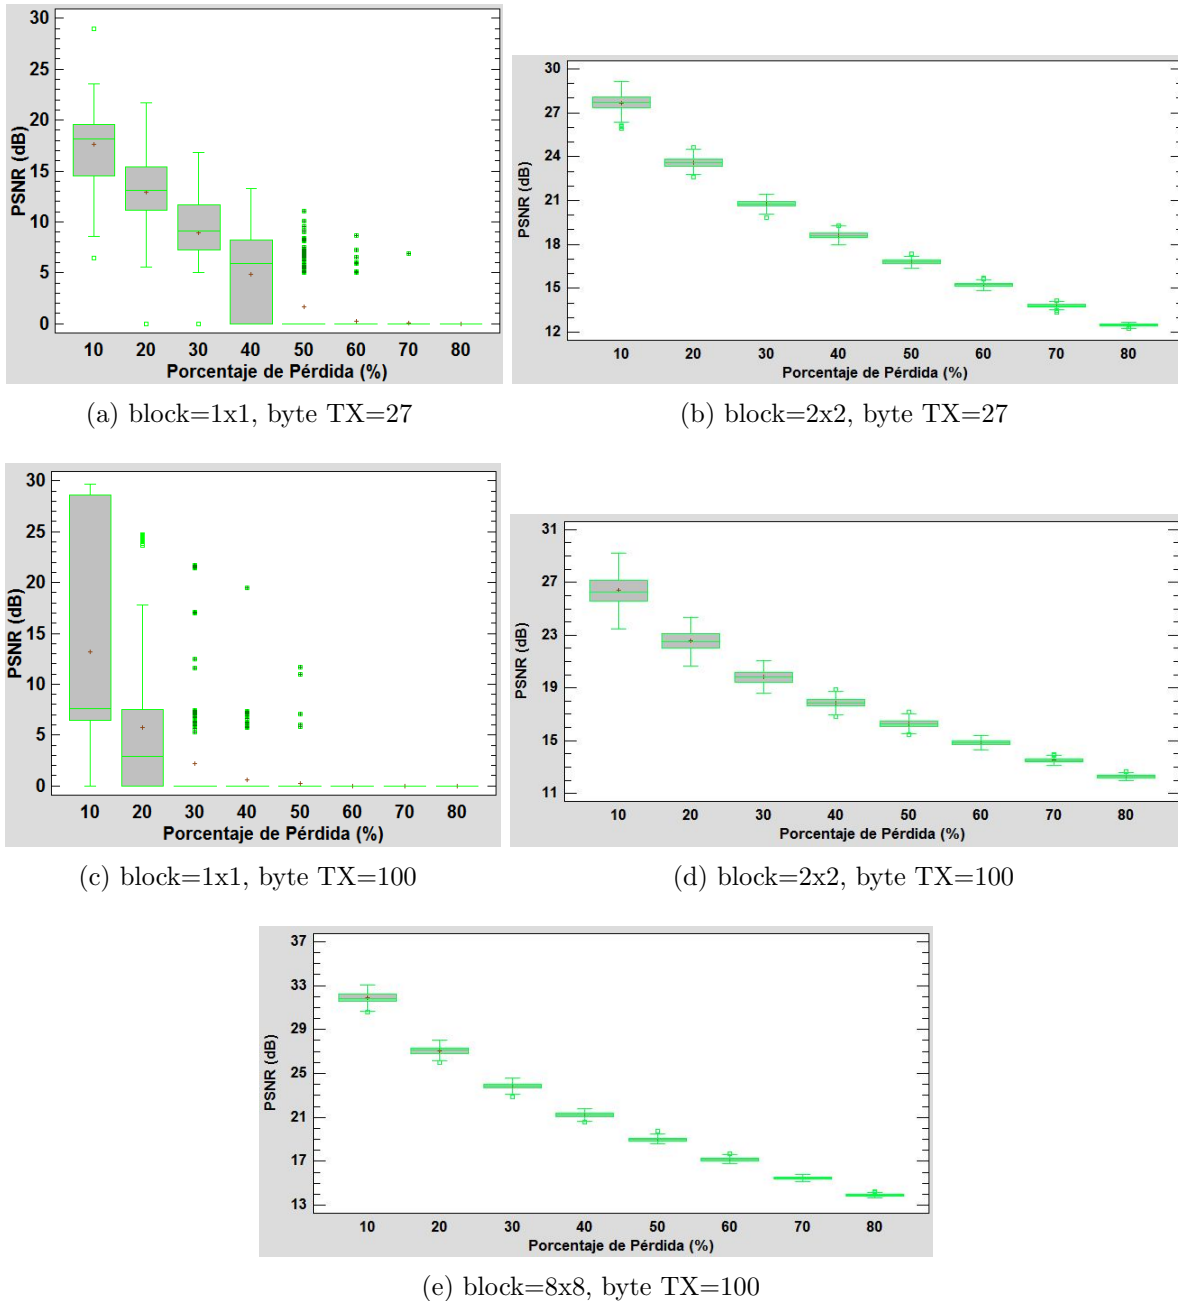 30
25
20
15
10
5
0
PSNR (dB)
10 20 30 40 50 60 70 80
Porcentaje de Pérdida (%)
(a) block=1x1, byte TX=27
30
27
24
21
18
15
12
PSNR (dB)
10 20 30 40 50 60 70 80
Porcentaje de Pérdida (%)
(b) block=2x2, byte TX=27
30
25
20
15
10
5
0
PSNR (dB)
10 20 30 40 50 60 70 80
Porcentaje de Pérdida (%)
(c) block=1x1, byte TX=100
31
27
23
19
15
11
PSNR (dB)
10 20 30 40 50 60 70 80
Porcentaje de Pérdida (%)
(d) block=2x2, byte TX=100
37
33
29
25
21
17
13
PSNR (dB)
10 20 30 40 50 60 70 80
Porcentaje de Pérdida (%)
(e) block=8x8, byte TX=100